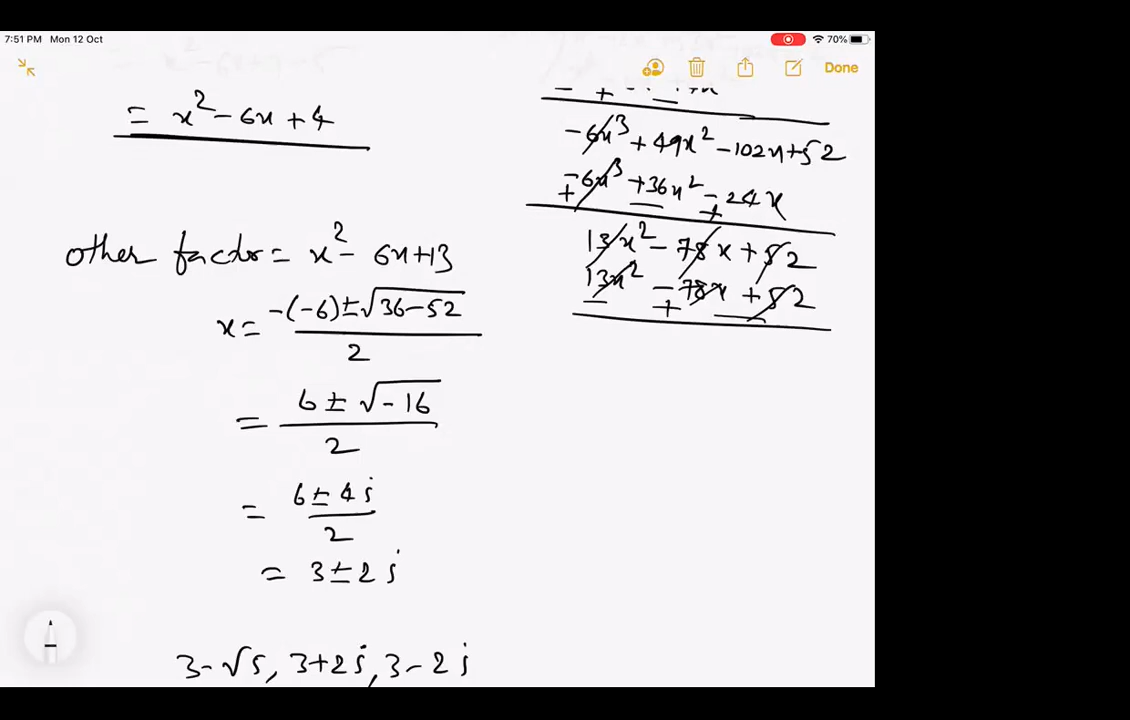 7:51 PM Mon 12 Oct
70%
Done
= x² - 6x + 4
-6x³ + 49x² - 102x + 52
-6x³ + 36x² - 24x
+ - +
13x² - 78x + 52
13x² - 78x + 52
- + -
other factor = x² - 6x + 13
x = -(-6) ± √36 - 52
2
= 6 ± √-16
2
= 6 ± 4i
2
= 3 ± 2i
3 - √5, 3 + 2i, 3 - 2i